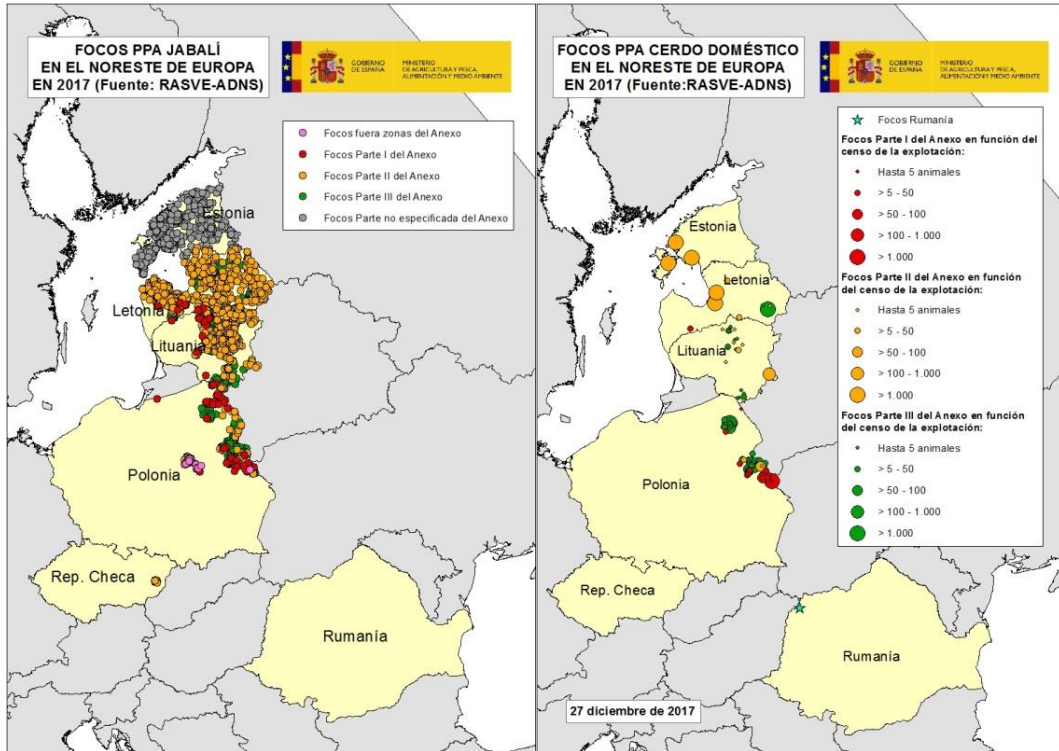 FOCOS PPA JABALÍ
EN EL NORESTE DE EUROPA
EN 2017 (Fuente: RASVE-ADNS)
GOBIERNO
DE ESPAÑA
MINISTERIO
DE AGRICULTURA Y PESCA,
ALIMENTACIÓN Y MEDIO AMBIENTE
Focos fuera zonas del Anexo
Focos Parte I del Anexo
Focos Parte II del Anexo
Focos Parte III del Anexo
Focos Parte no especificada del Anexo
Estonia
Letonia
Lituania
Polonia
Rep. Checa
Rumanía
FOCOS PPA CERDO DOMÉSTICO
EN EL NORESTE DE EUROPA
EN 2017 (Fuente:RASVE-ADNS)
GOBIERNO
DE ESPAÑA
MINISTERIO
DE AGRICULTURA Y PESCA,
ALIMENTACIÓN Y MEDIO AMBIENTE
Focos Rumanía
Focos Parte I del Anexo en función del
censo de la explotación:
Hasta 5 animales
> 5 - 50
> 50 - 100
> 100 - 1.000
> 1.000
Focos Parte II del Anexo en función
del censo de la explotación:
Hasta 5 animales
> 5 - 50
> 50 - 100
> 100 - 1.000
> 1.000
Focos Parte III del Anexo en función
del censo de la explotación:
Hasta 5 animales
> 5 - 50
> 50 - 100
> 100 - 1.000
> 1.000
Estonia
Letonia
Lituania
Polonia
Rep. Checa
Rumanía
27 diciembre de 2017